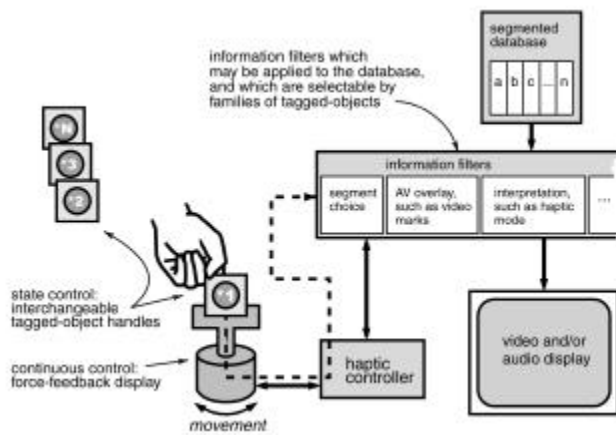 segmented
database
a b c ... n
information filters which
may be applied to the database,
and which are selectable by
families of tagged-objects
information filters
segment
choice
AV overlay,
such as video
marks
interpretation,
such as haptic
mode
...
*N
*3
*2
*1
state control:
interchangeable
tagged-object handles
continuous control:
force-feedback display
haptic
controller
video and/or
audio display
movement